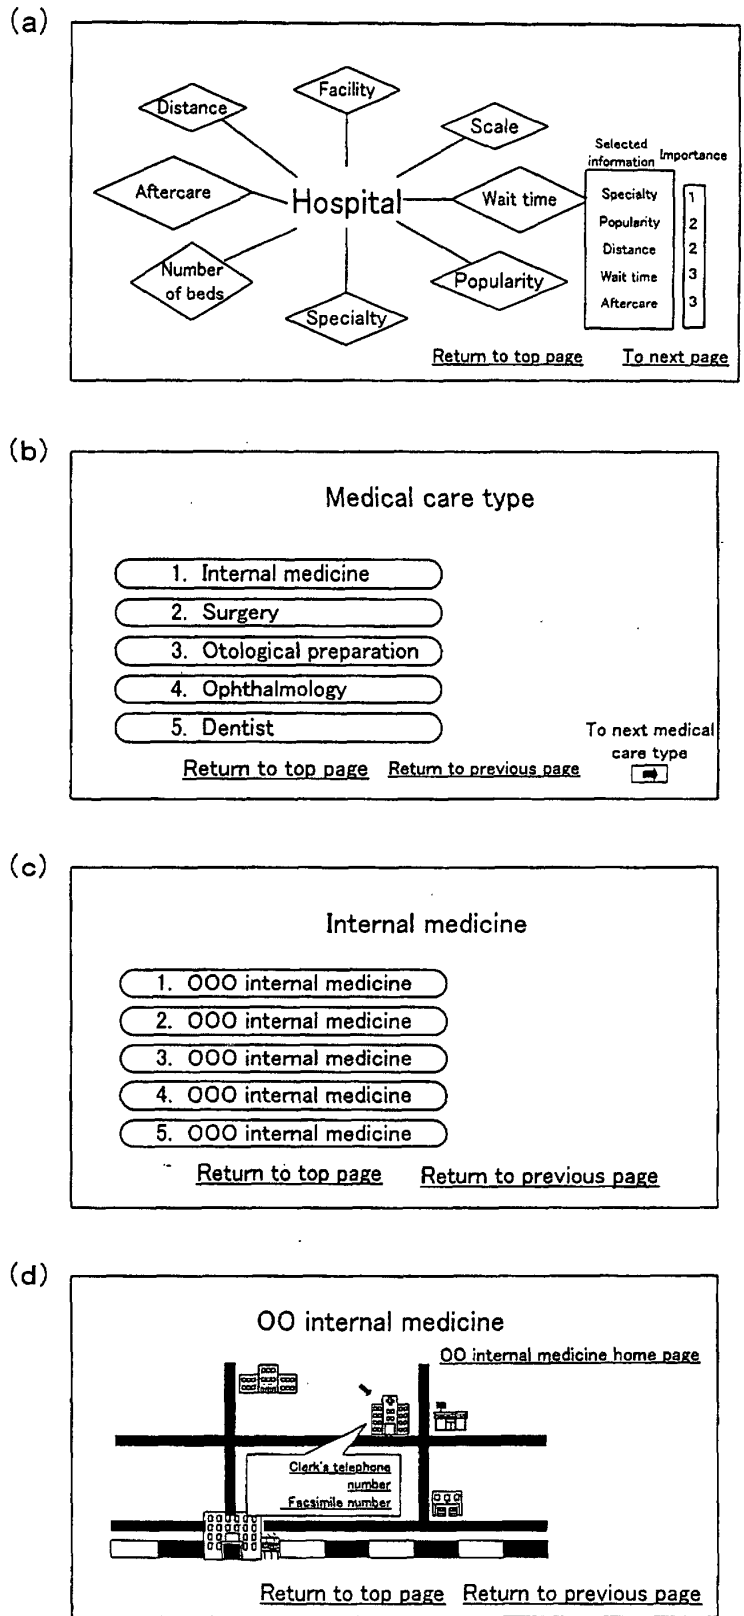 (a)
Facility
Distance
Scale
Selected information
Importance
Aftercare
Hospital
Wait time
Specialty 1
Popularity 2
Distance 2
Wait time 3
Aftercare 3
Number of beds
Popularity
Specialty
Return to top page To next page
(b)
Medical care type
1. Internal medicine
2. Surgery
3. Otological preparation
4. Ophthalmology
5. Dentist
To next medical
care type
Return to top page Return to previous page
(c)
Internal medicine
1. OOO internal medicine
2. OOO internal medicine
3. OOO internal medicine
4. OOO internal medicine
5. OOO internal medicine
Return to top page Return to previous page
(d)
OO internal medicine
OO internal medicine home page
Clerk's telephone
number
Facsimile number
Return to top page Return to previous page